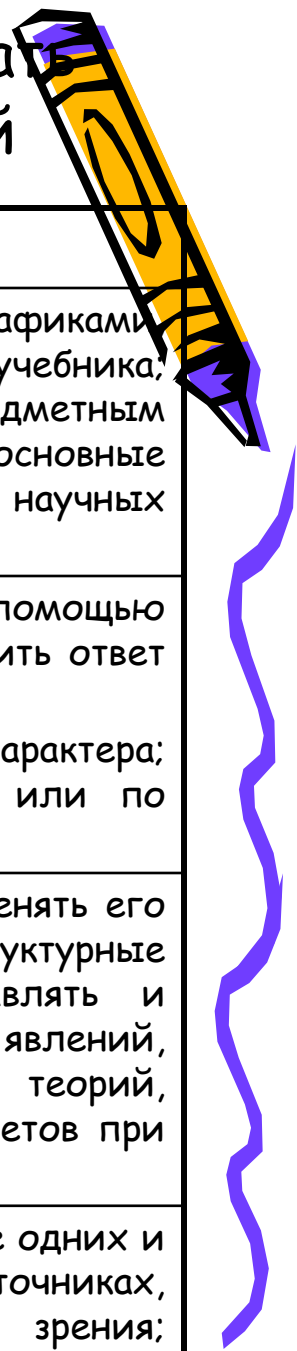 ать
й
афиками,
учебника;
дметным
основные
научных
помощью
ить ответ
арактера;
или по
енять его
уктурные
влять и
явлений,
теорий,
етов при
е одних и
точниках,
зрения;